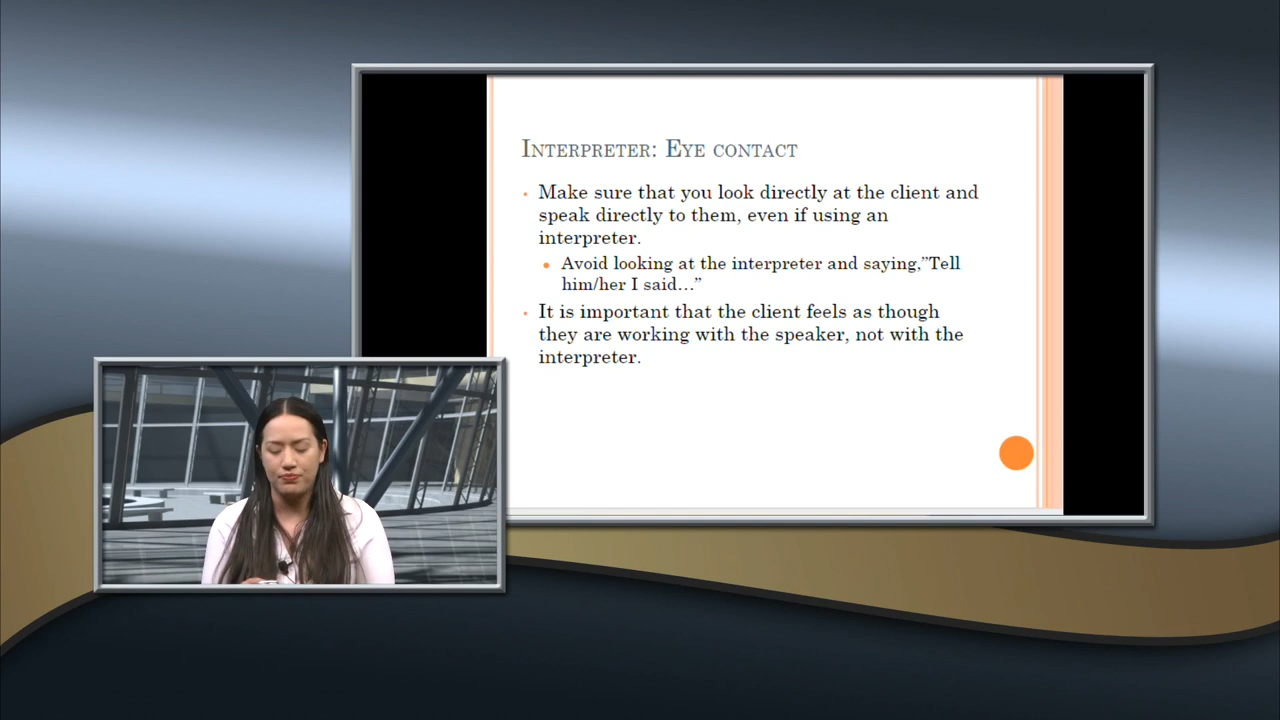 Interpreter: Eye contact
• Make sure that you look directly at the client and
speak directly to them, even if using an
interpreter.
• Avoid looking at the interpreter and saying,”Tell
him/her I said…”
• It is important that the client feels as though
they are working with the speaker, not with the
interpreter.